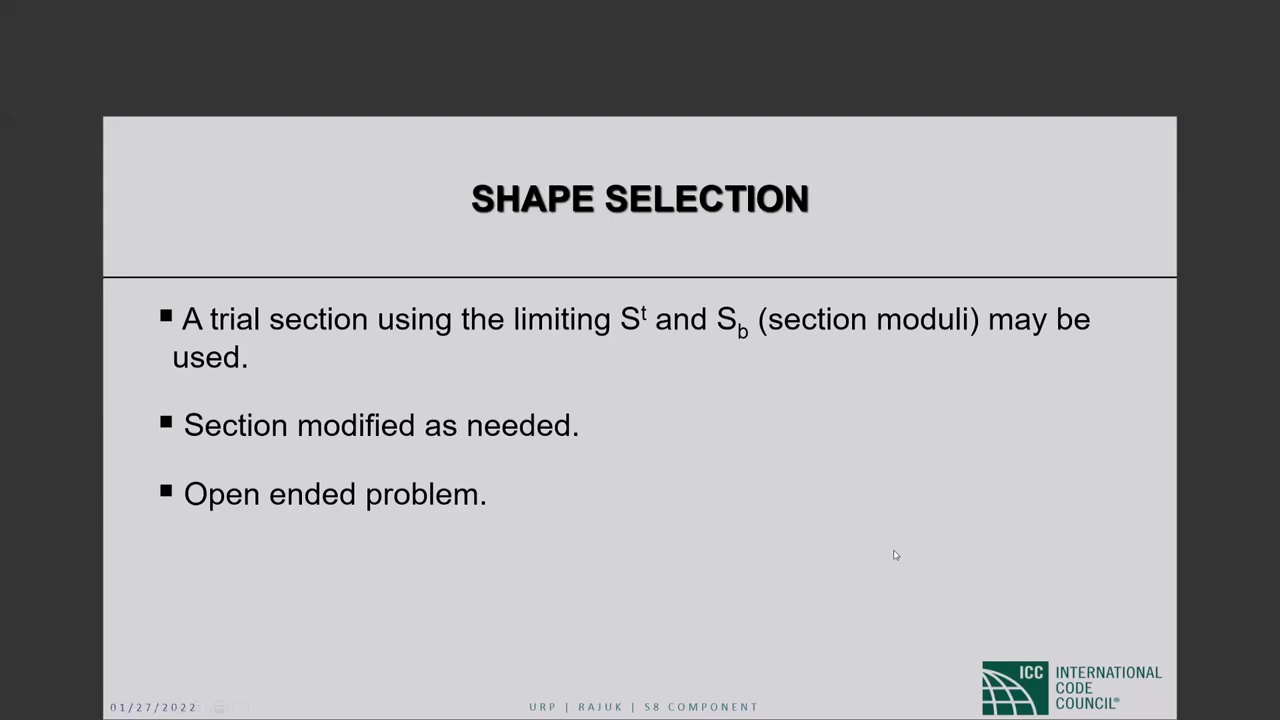 SHAPE SELECTION
▪ A trial section using the limiting Sᵗ and S_b (section moduli) may be
used.
▪ Section modified as needed.
▪ Open ended problem.
01/27/2022
URP | RAJUK | S8 COMPONENT
ICC INTERNATIONAL
CODE
COUNCIL®